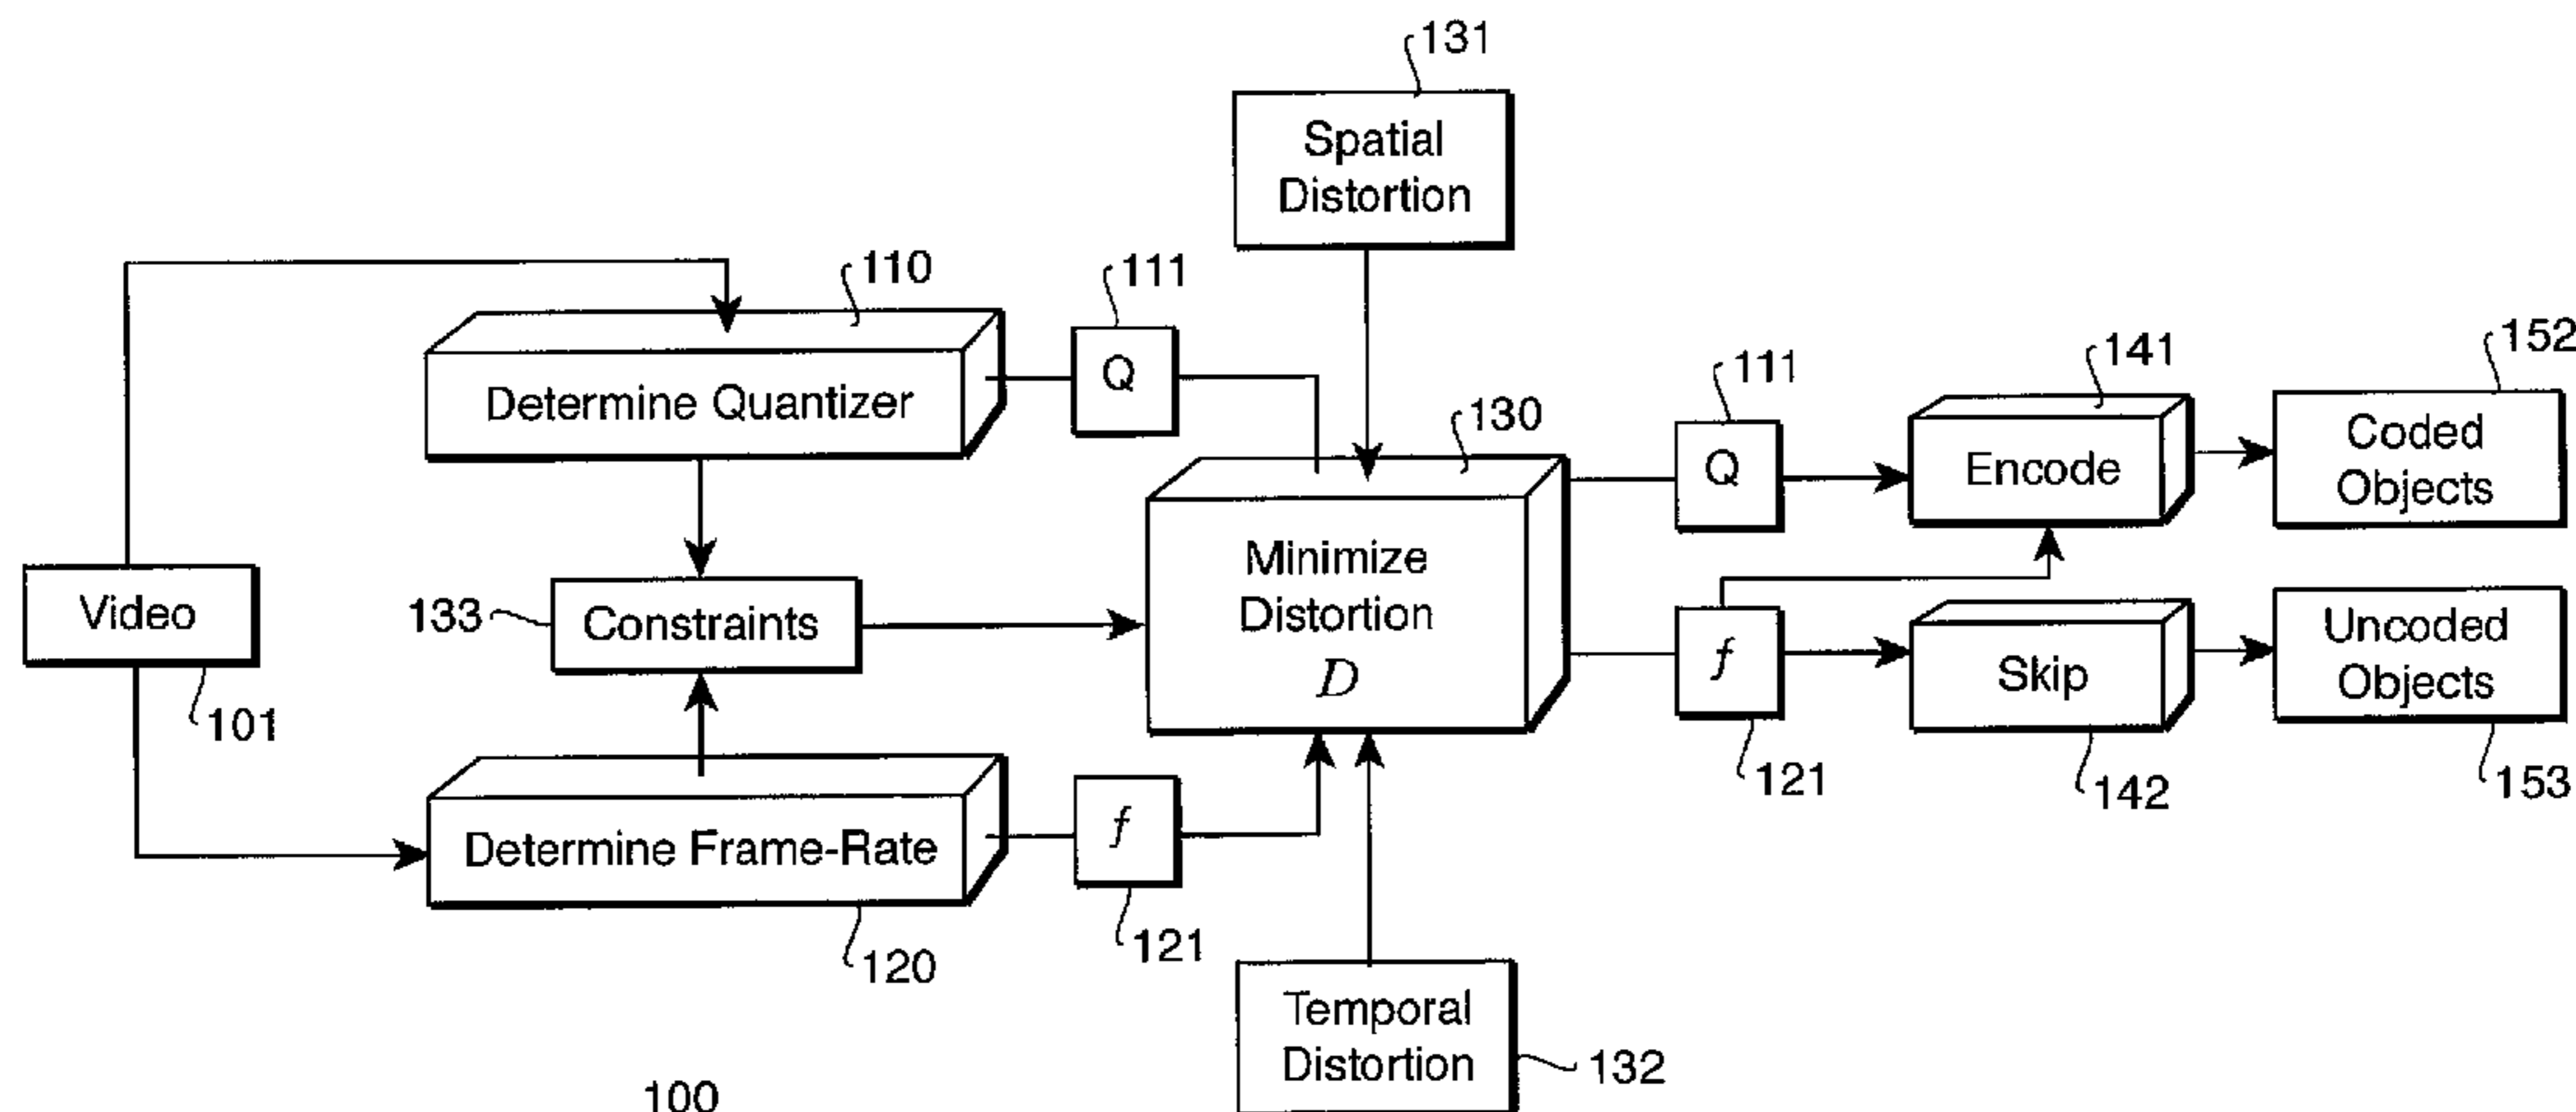 131
Spatial
Distortion
110
111
Q
Determine Quantizer
130
111
Q
141
Encode
152
Coded
Objects
Video
101
133
Constraints
Minimize
Distortion
D
f
121
Skip
142
Uncoded
Objects
153
Determine Frame-Rate
120
f
121
Temporal
Distortion
132
100